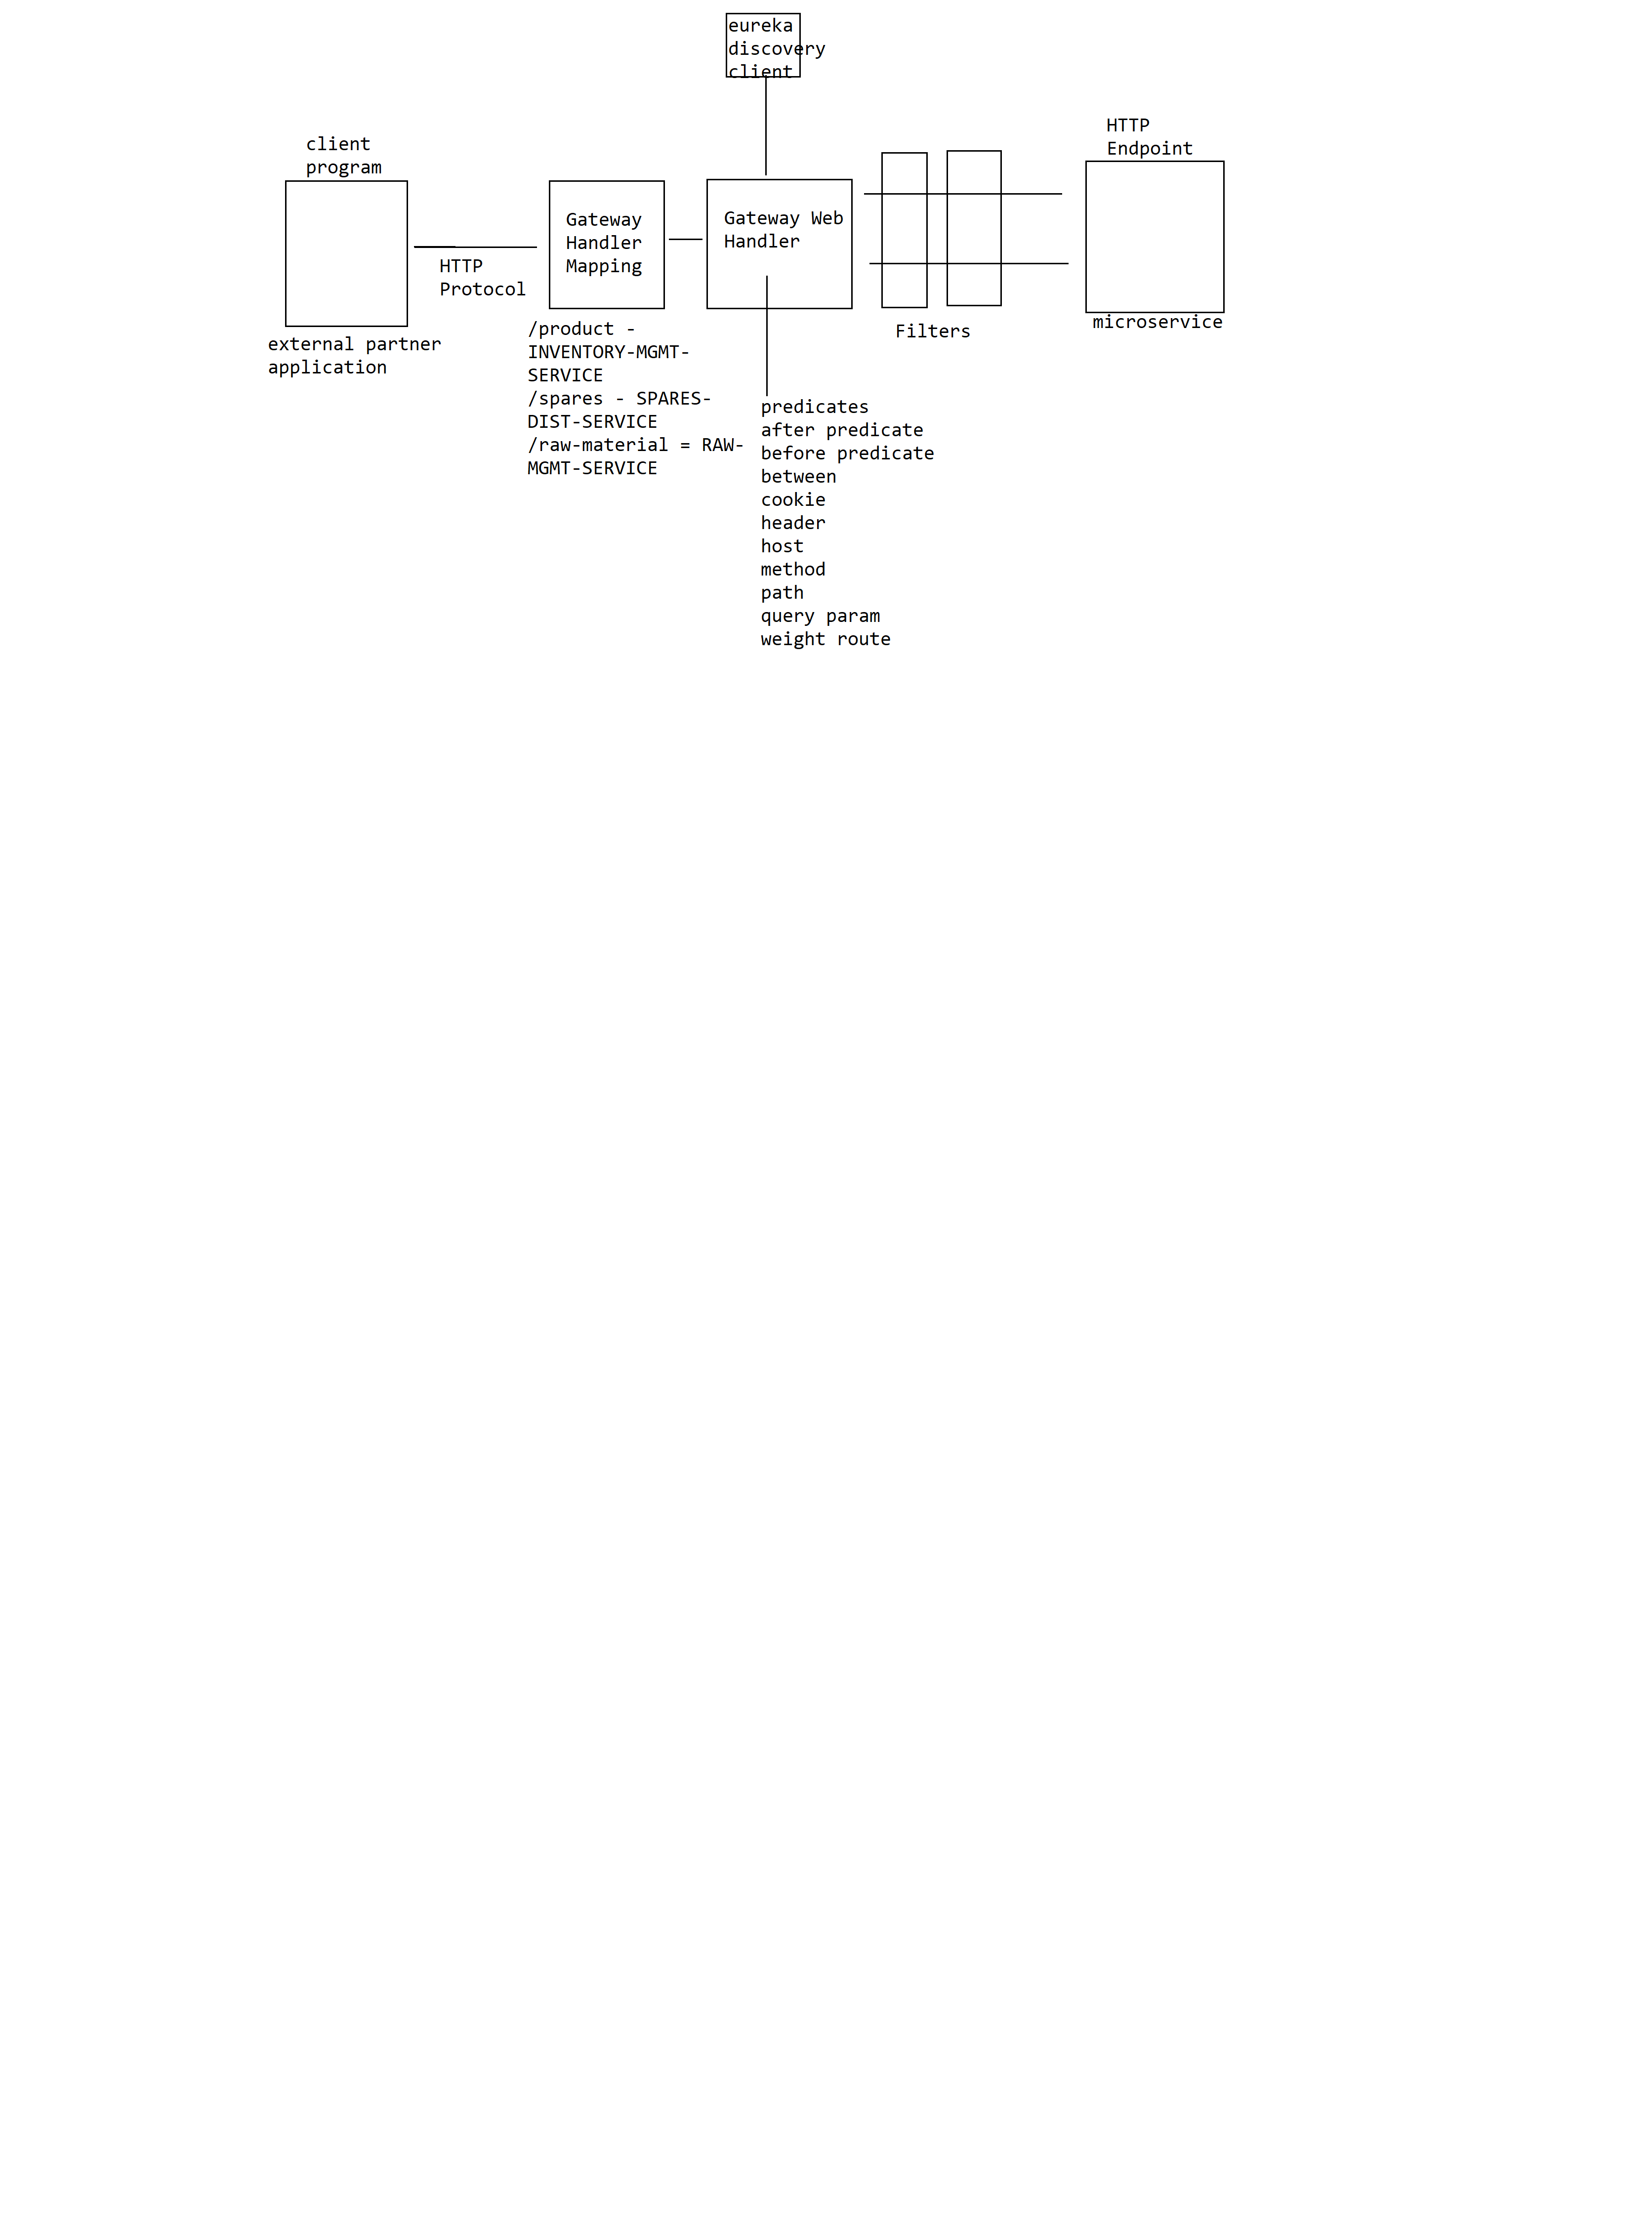 eureka
discovery
client
client
program
HTTP
Endpoint
Gateway
Handler
Mapping
Gateway Web
Handler
HTTP
Protocol
external partner
application
/product -
INVENTORY-MGMT-
SERVICE
/spares - SPARES-
DIST-SERVICE
/raw-material = RAW-
MGMT-SERVICE
Filters
microservice
predicates
after predicate
before predicate
between
cookie
header
host
method
path
query param
weight route